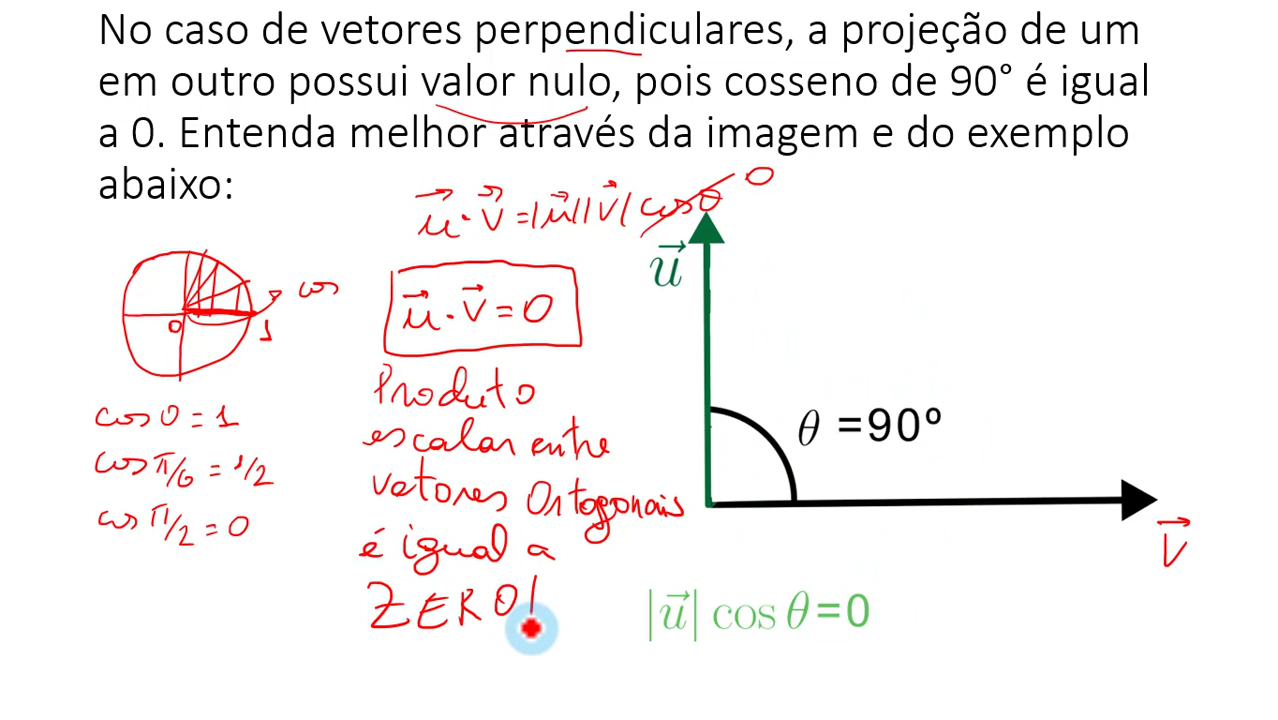 No caso de vetores perpendiculares, a projeção de um
em outro possui valor nulo, pois cosseno de 90° é igual
a 0. Entenda melhor através da imagem e do exemplo
abaixo:
u⃗ · v⃗ = |u⃗||v⃗| cos θ 0
u⃗
cos
0 1
u⃗ · v⃗ = 0
Produto
escalar entre
vetores Ortogonais
é igual a
ZERO!
cos 0 = 1
cos π/6 = 1/2
cos π/2 = 0
θ =90º
V⃗
|u⃗| cos θ=0